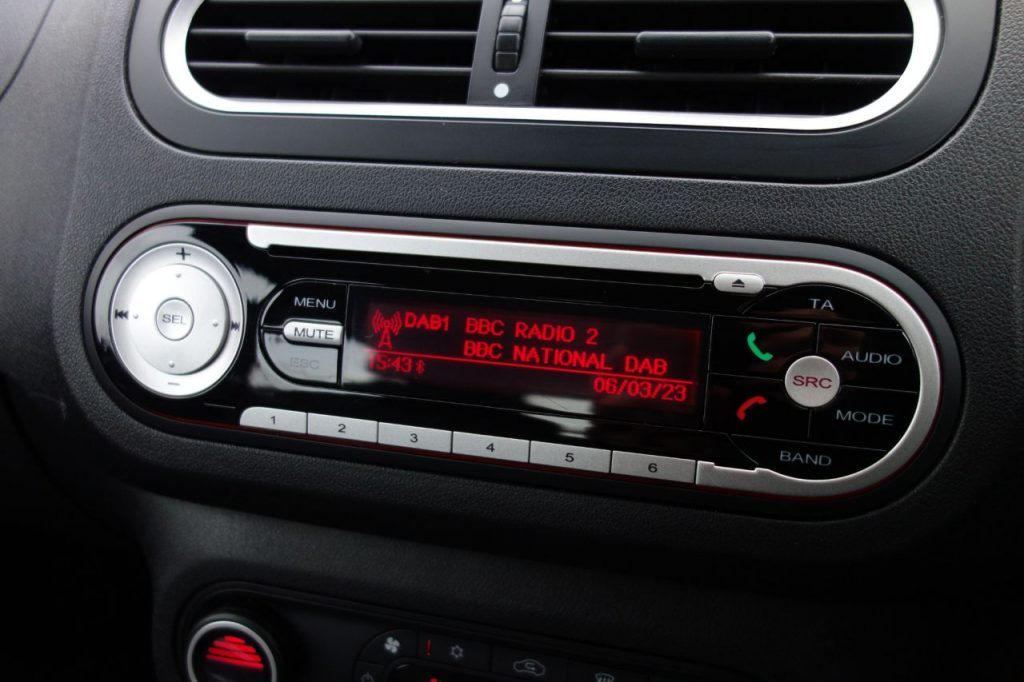 TA
+
SEL
−
MENU
MUTE
ESC
DAB1 BBC RADIO 2
BBC NATIONAL DAB
15:43 06/03/23
AUDIO
SRC
MODE
BAND
1 2 3 4 5 6